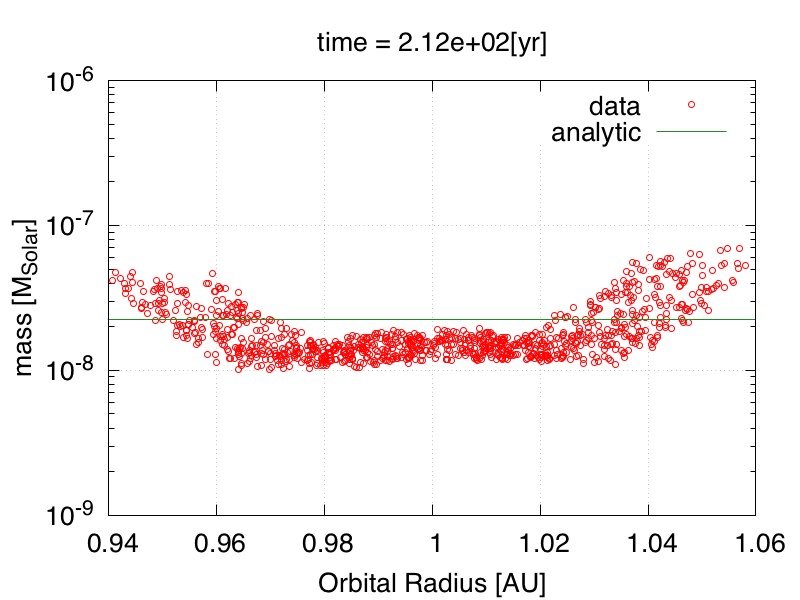 time = 2.12e+02[yr]
10-6
data
analytic
10-7
mass [MSolar]
10-8
10-9
0.94 0.96 0.98 1 1.02 1.04 1.06
Orbital Radius [AU]